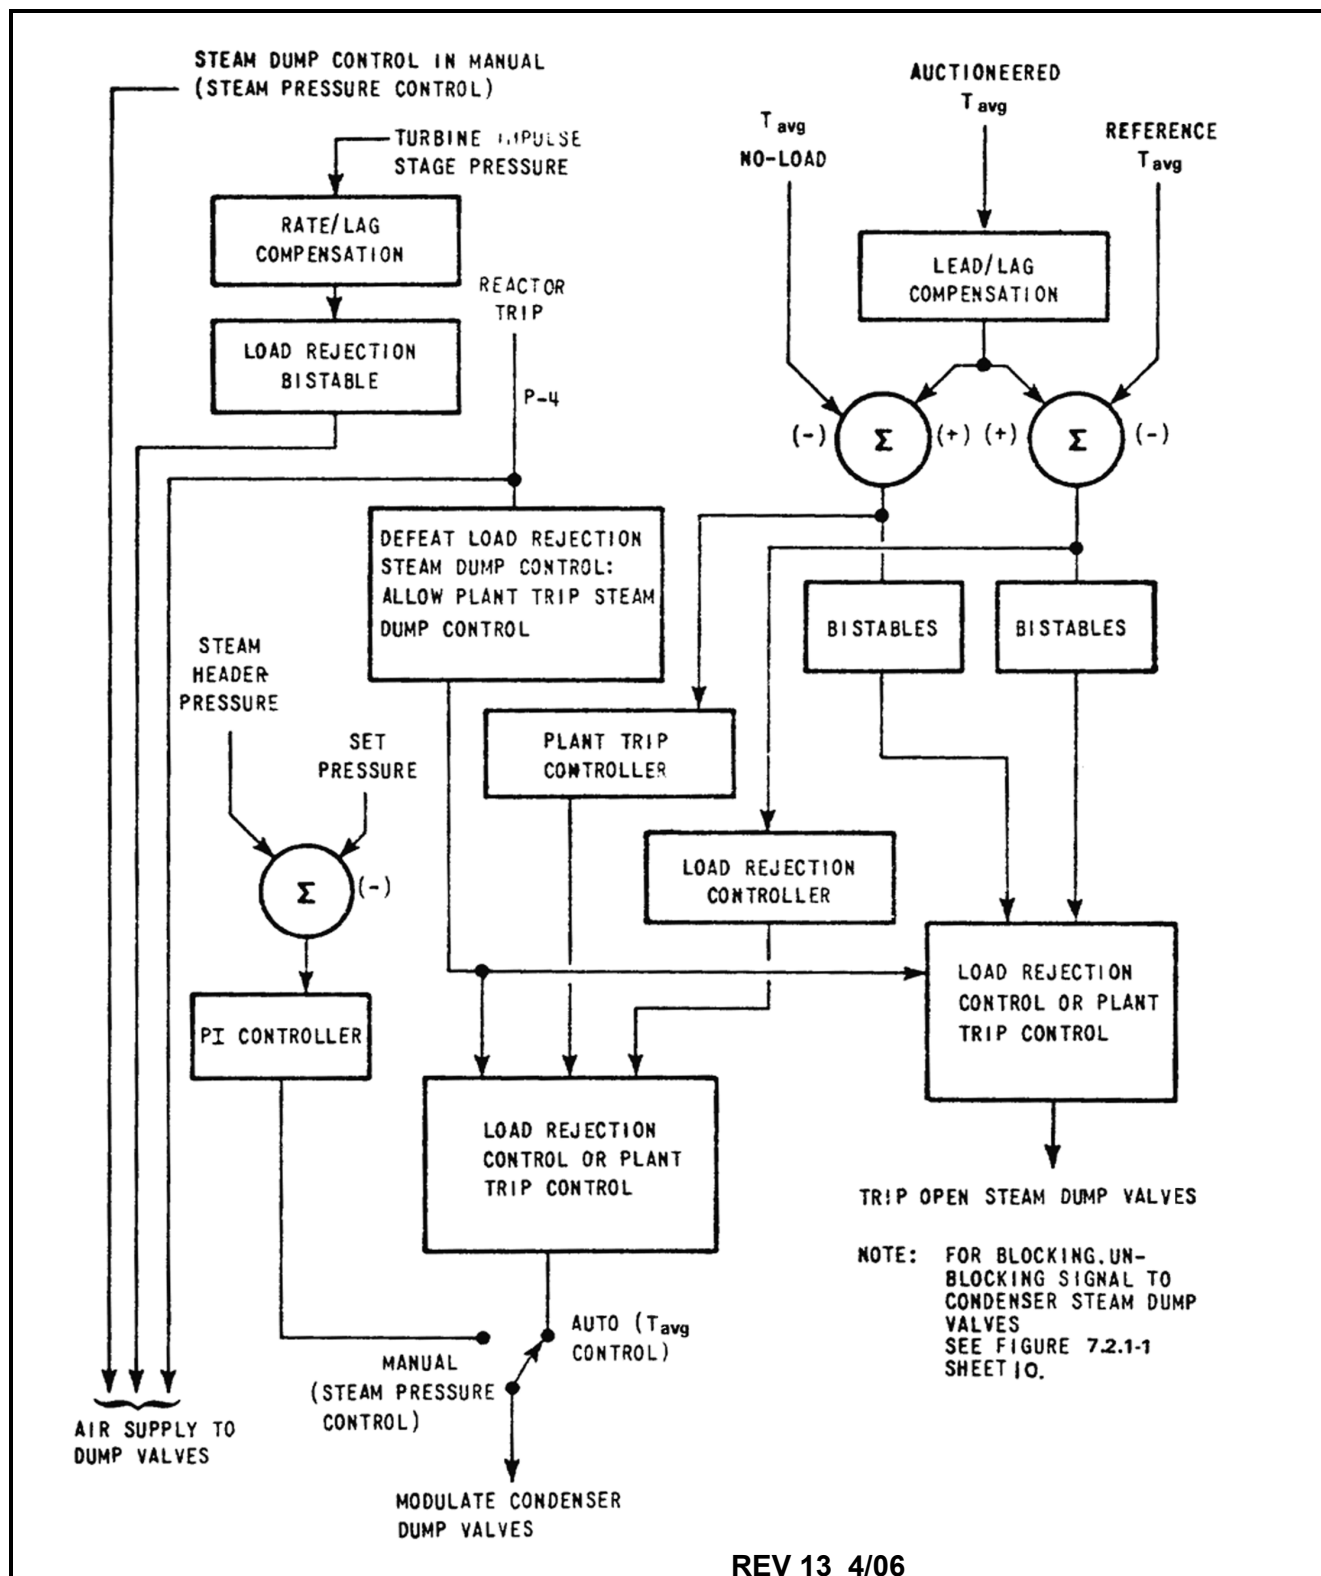 STEAM DUMP CONTROL IN MANUAL
(STEAM PRESSURE CONTROL)
TURBINE IMPULSE
STAGE PRESSURE
RATE/LAG
COMPENSATION
LOAD REJECTION
BISTABLE
REACTOR
TRIP
P-4
AUCTIONEERED
Tavg
Tavg
NO-LOAD
REFERENCE
Tavg
LEAD/LAG
COMPENSATION
(-) Σ (+) (+) Σ (-)
DEFEAT LOAD REJECTION
STEAM DUMP CONTROL:
ALLOW PLANT TRIP STEAM
DUMP CONTROL
BISTABLES
BISTABLES
STEAM
HEADER
PRESSURE
SET
PRESSURE
Σ (-)
PI CONTROLLER
PLANT TRIP
CONTROLLER
LOAD REJECTION
CONTROLLER
LOAD REJECTION
CONTROL OR PLANT
TRIP CONTROL
LOAD REJECTION
CONTROL OR PLANT
TRIP CONTROL
TRIP OPEN STEAM DUMP VALVES
NOTE: FOR BLOCKING.UN-
BLOCKING SIGNAL TO
CONDENSER STEAM DUMP
VALVES
SEE FIGURE 7.2.1-1
SHEET 10.
AUTO (Tavg
CONTROL)
MANUAL
(STEAM PRESSURE
CONTROL)
AIR SUPPLY TO
DUMP VALVES
MODULATE CONDENSER
DUMP VALVES
REV 13 4/06